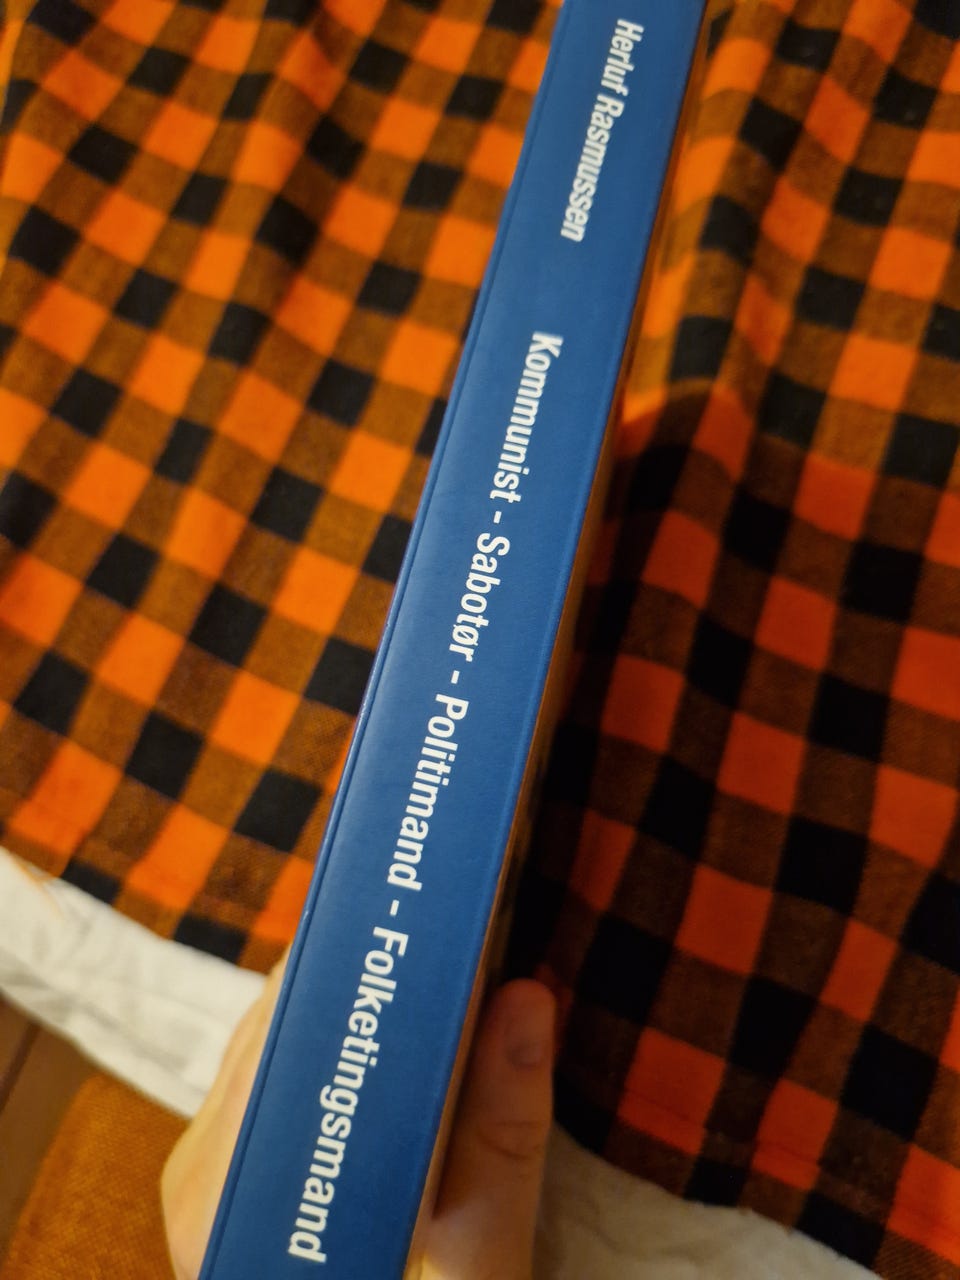 Herluf Rasmussen
Kommunist - Sabotør - Politimand - Folketingsmand